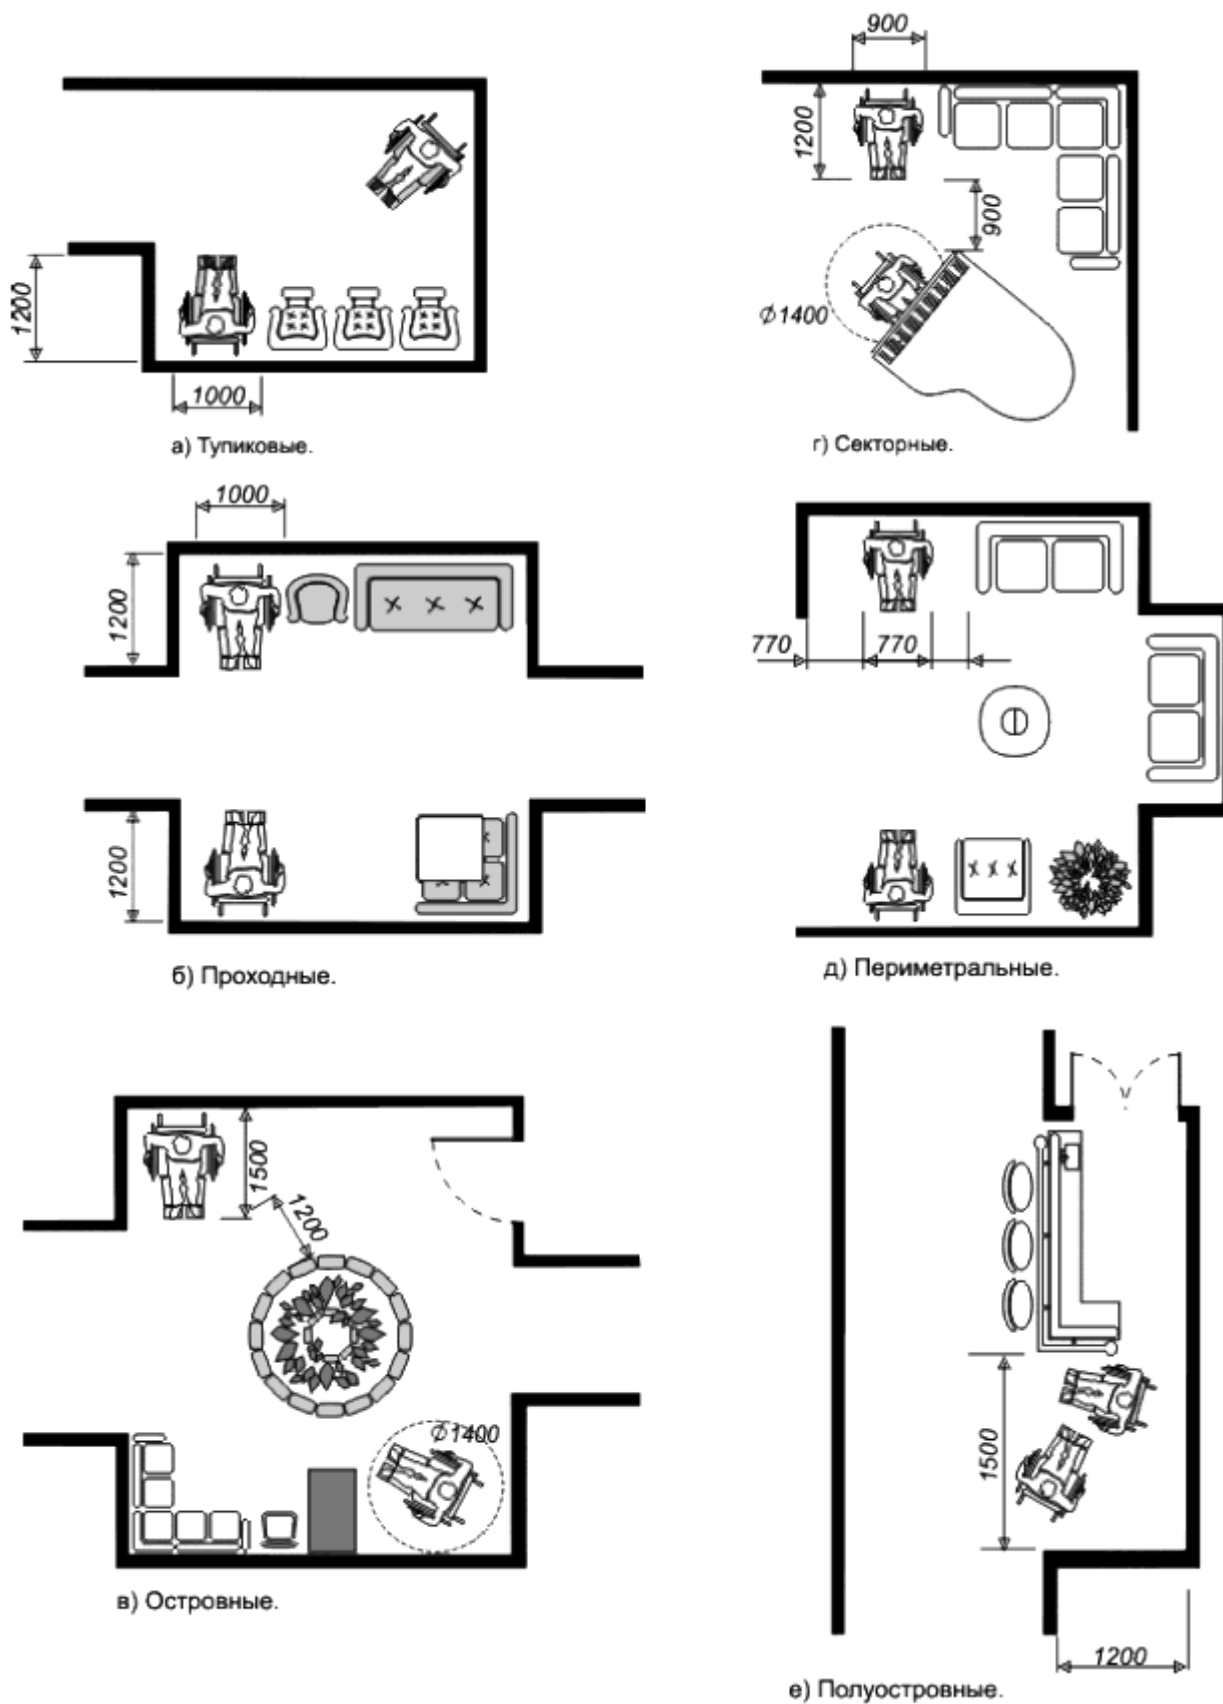 1200
1000
а) Тупиковые.
900
1200
900
Ф1400
г) Секторные.
1000
1200
1200
б) Проходные.
770
770
д) Периметральные.
1500
1200
Ф1400
в) Островные.
1500
1200
е) Полуостровные.